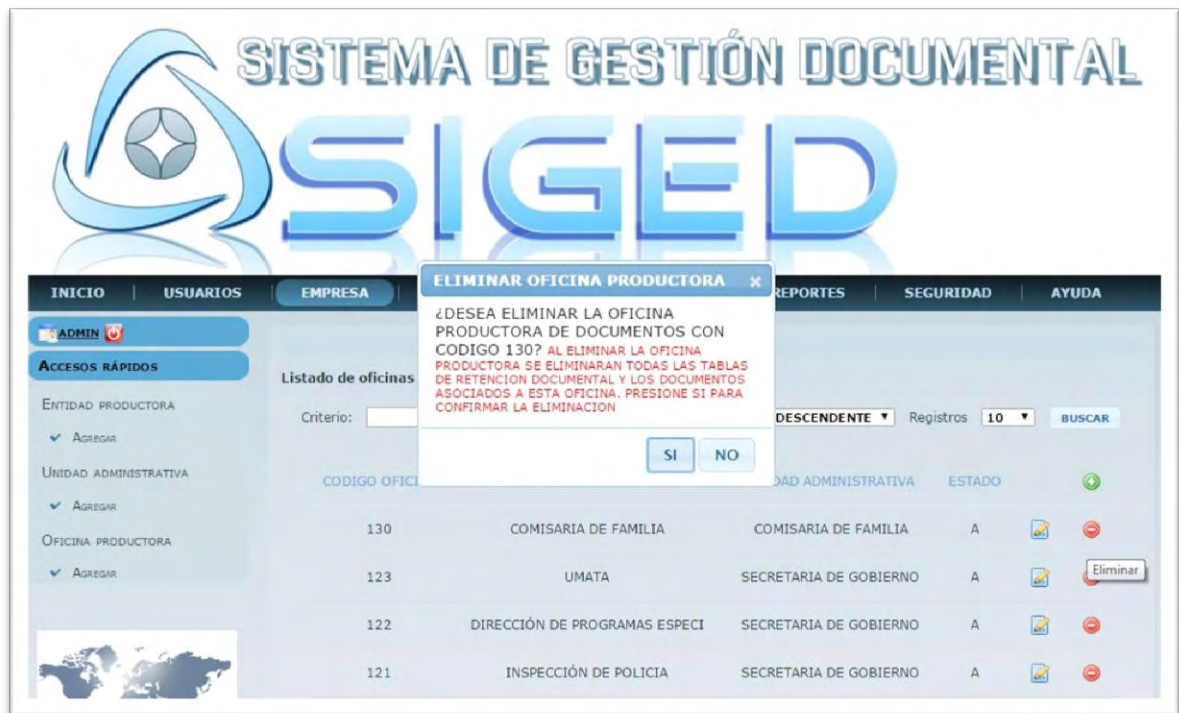 SISTEMA DE GESTIÓN DOCUMENTAL
SIGED
INICIO | USUARIOS | EMPRESA | REPORTES | SEGURIDAD | AYUDA
ELIMINAR OFICINA PRODUCTORA x
¿DESEA ELIMINAR LA OFICINA
PRODUCTORA DE DOCUMENTOS CON
CODIGO 130? AL ELIMINAR LA OFICINA
PRODUCTORA SE ELIMINARAN TODAS LAS TABLAS
DE RETENCION DOCUMENTAL Y LOS DOCUMENTOS
ASOCIADOS A ESTA OFICINA. PRESIONE SI PARA
CONFIRMAR LA ELIMINACION
SI NO
ADMIN
ACCESOS RÁPIDOS
ENTIDAD PRODUCTORA
AGREGAR
UNIDAD ADMINISTRATIVA
AGREGAR
OFICINA PRODUCTORA
AGREGAR
Listado de oficinas
Criterio: DESCENDENTE Registros 10 BUSCAR
CODIGO OFICI DAD ADMINISTRATIVA ESTADO
130 COMISARIA DE FAMILIA COMISARIA DE FAMILIA A
Eliminar
123 UMATA SECRETARIA DE GOBIERNO A
122 DIRECCIÓN DE PROGRAMAS ESPECI SECRETARIA DE GOBIERNO A
121 INSPECCIÓN DE POLICIA SECRETARIA DE GOBIERNO A